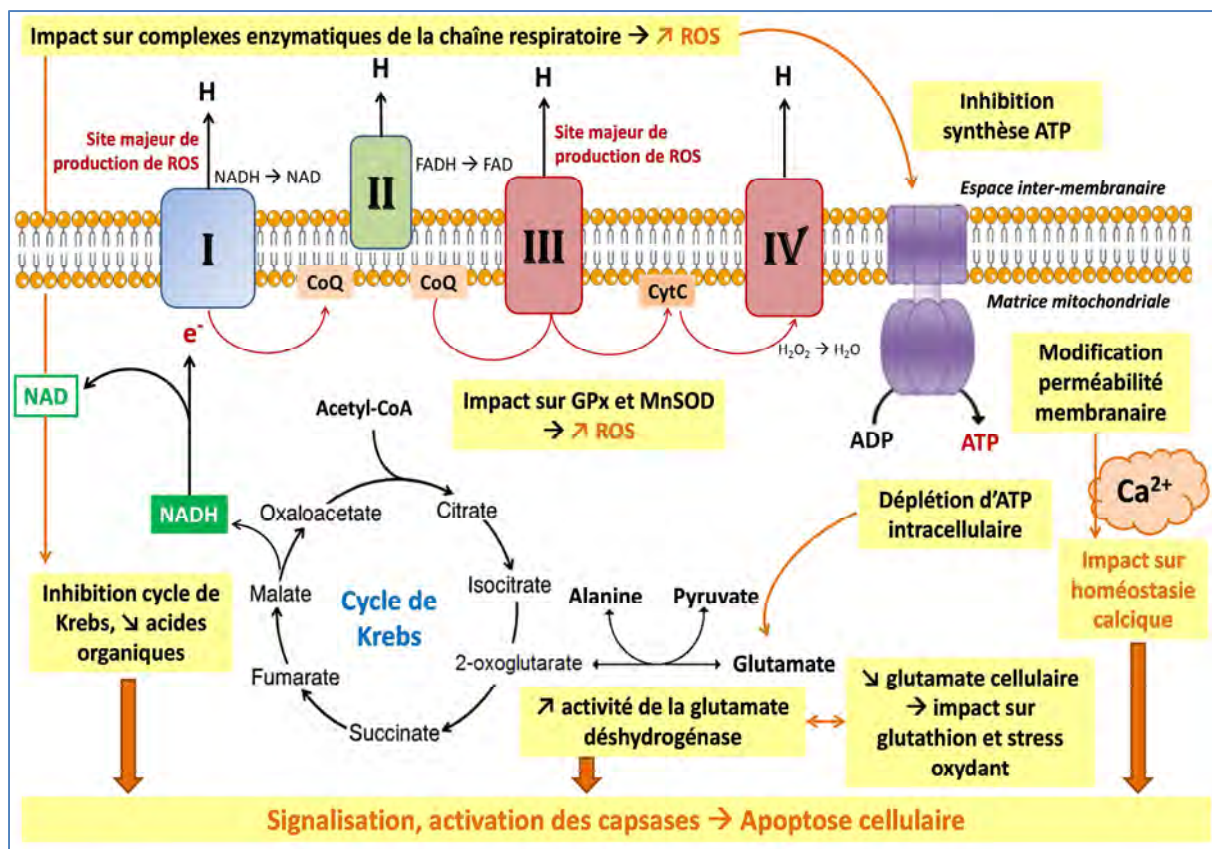 Impact sur complexes enzymatiques de la chaîne respiratoire → ↗ ROS
H
H
H
H
Inhibition
synthèse ATP
Site majeur de
production de ROS
NADH → NAD
FADH → FAD
Site majeur de
production de ROS
Espace inter-membranaire
I
II
III
IV
CoQ
CoQ
CytC
Matrice mitochondriale
e-
H₂O₂ → H₂O
NAD
Acetyl-CoA
Impact sur GPx et MnSOD
→ ↗ ROS
ADP
ATP
Modification
perméabilité
membranaire
Ca²⁺
NADH
Oxaloacetate
Citrate
Déplétion d'ATP
intracellulaire
Inhibition cycle de
Krebs, ↘ acides
organiques
Malate
Cycle de
Krebs
Isocitrate
Alanine
Pyruvate
Impact sur
homéostasie
calcique
Fumarate
2-oxoglutarate
Glutamate
Succinate
↗ activité de la glutamate
déshydrogénase
↘ glutamate cellulaire
→ impact sur
glutathion et stress
oxydant
Signalisation, activation des capsases → Apoptose cellulaire